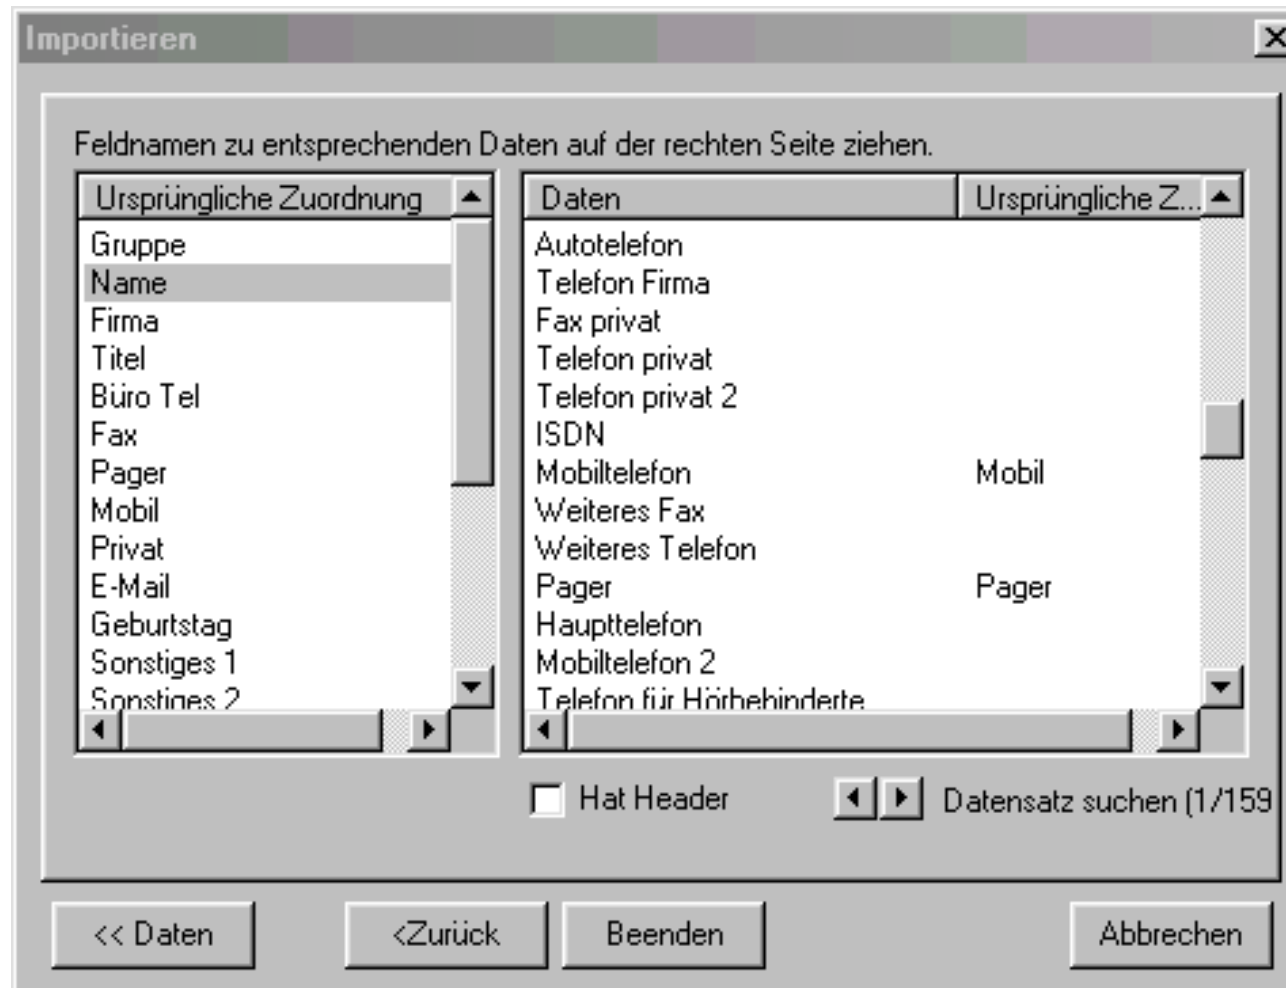 Importieren
Feldnamen zu entsprechenden Daten auf der rechten Seite ziehen.
Ursprüngliche Zuordnung
Gruppe
Name
Firma
Titel
Büro Tel
Fax
Pager
Mobil
Privat
E-Mail
Geburtstag
Sonstiges 1
Sonstiges 2
Daten Ursprüngliche Z...
Autotelefon
Telefon Firma
Fax privat
Telefon privat
Telefon privat 2
ISDN
Mobiltelefon Mobil
Weiteres Fax
Weiteres Telefon
Pager Pager
Haupttelefon
Mobiltelefon 2
Telefon für Hörbehinderte
Hat Header Datensatz suchen (1/159
<< Daten <Zurück Beenden Abbrechen